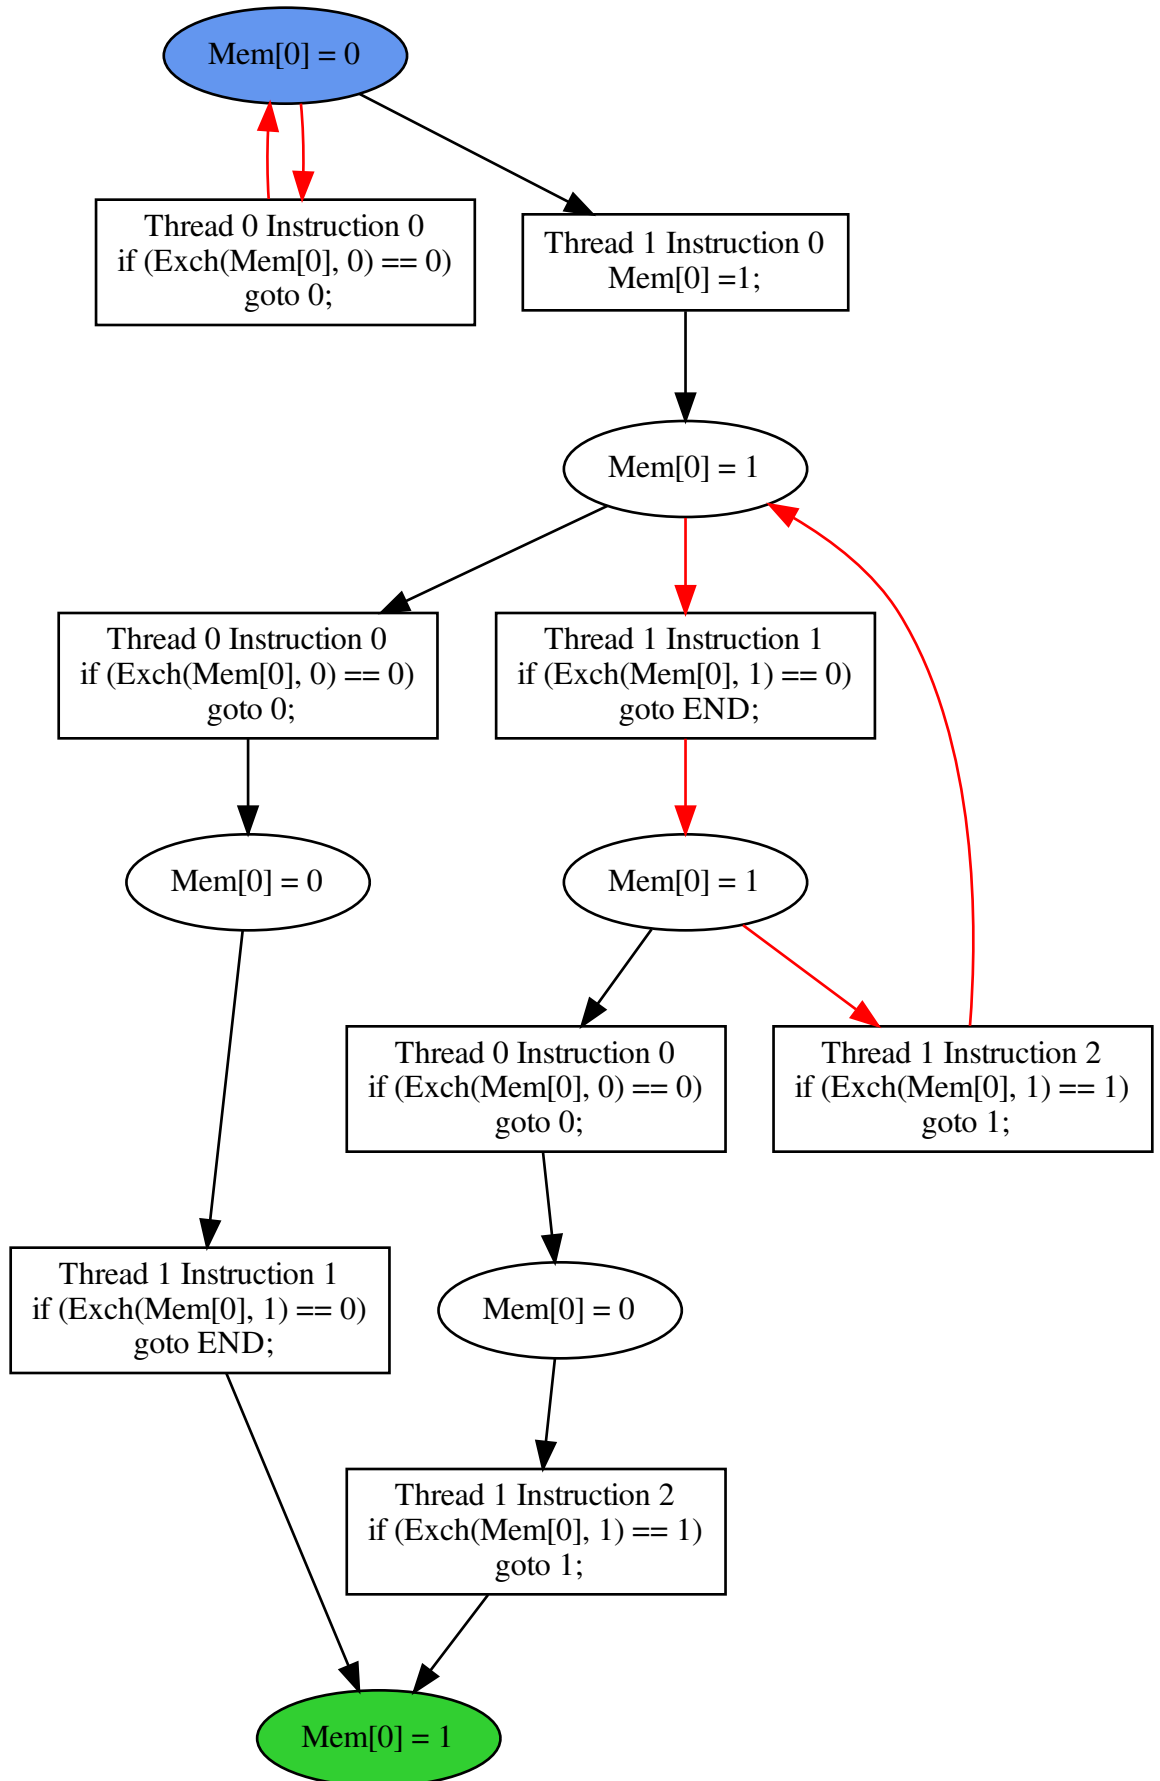 Mem[0] = 0
Thread 0 Instruction 0
if (Exch(Mem[0], 0) == 0)
goto 0;
Thread 1 Instruction 0
Mem[0] =1;
Mem[0] = 1
Thread 0 Instruction 0
if (Exch(Mem[0], 0) == 0)
goto 0;
Thread 1 Instruction 1
if (Exch(Mem[0], 1) == 0)
goto END;
Mem[0] = 0
Mem[0] = 1
Thread 0 Instruction 0
if (Exch(Mem[0], 0) == 0)
goto 0;
Thread 1 Instruction 2
if (Exch(Mem[0], 1) == 1)
goto 1;
Thread 1 Instruction 1
if (Exch(Mem[0], 1) == 0)
goto END;
Mem[0] = 0
Thread 1 Instruction 2
if (Exch(Mem[0], 1) == 1)
goto 1;
Mem[0] = 1